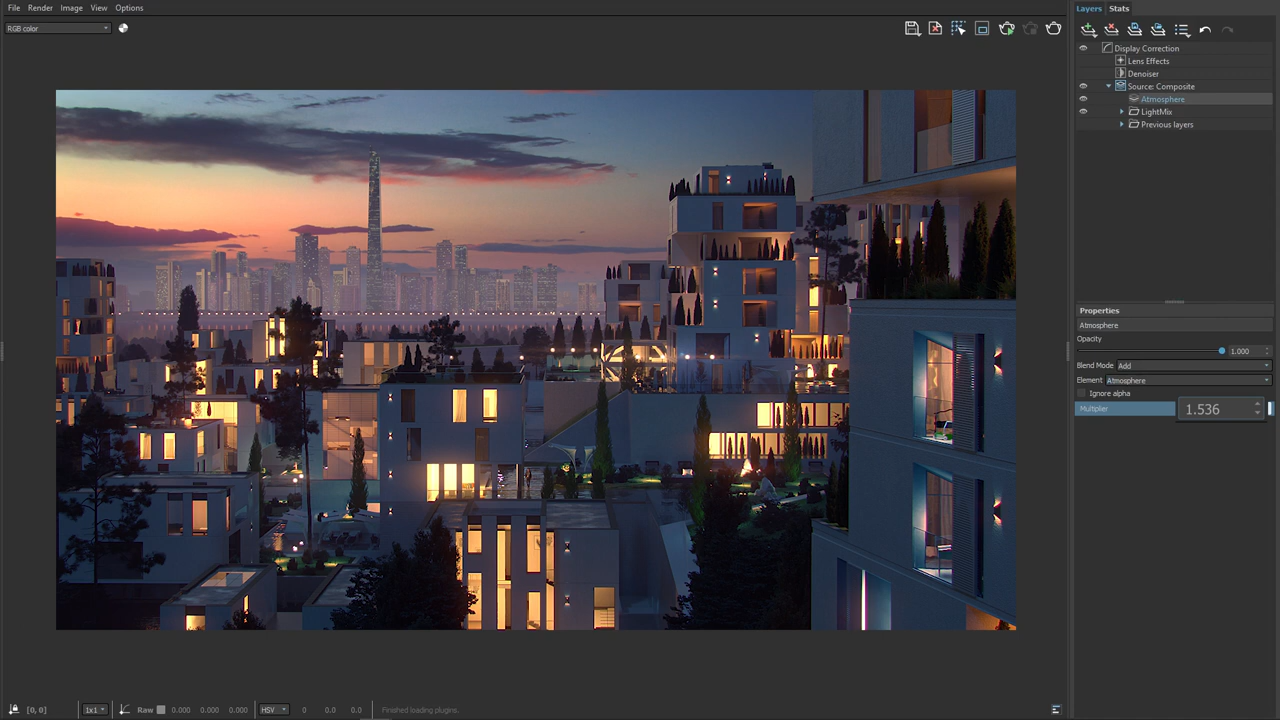 File Render Image View Options
RGB color
Layers Stats
Display Correction
Lens Effects
Denoiser
Source: Composite
Atmosphere
LightMix
Previous layers
Properties
Atmosphere
Opacity
1.000
Blend Mode Add
Element Atmosphere
Ignore alpha
Multiplier 1.536
[0, 0] 1x1 Raw 0.000 0.000 0.000 HSV 0 0.0 0.0 Finished loading plugins.